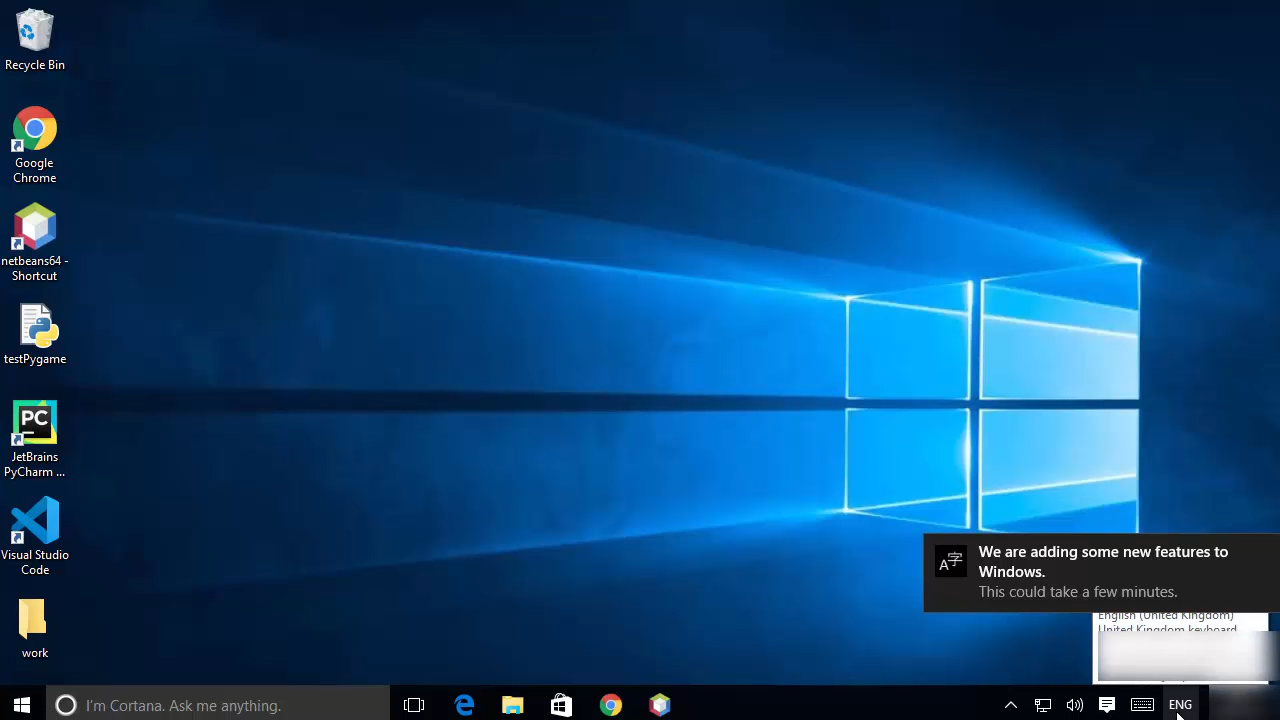 Recycle Bin
Google
Chrome
netbeans64 -
Shortcut
testPygame
PC
JetBrains
PyCharm ...
Visual Studio
Code
work
A字
We are adding some new features to
Windows.
This could take a few minutes.
English (United Kingdom)
United Kingdom keyboard
I'm Cortana. Ask me anything.
ENG